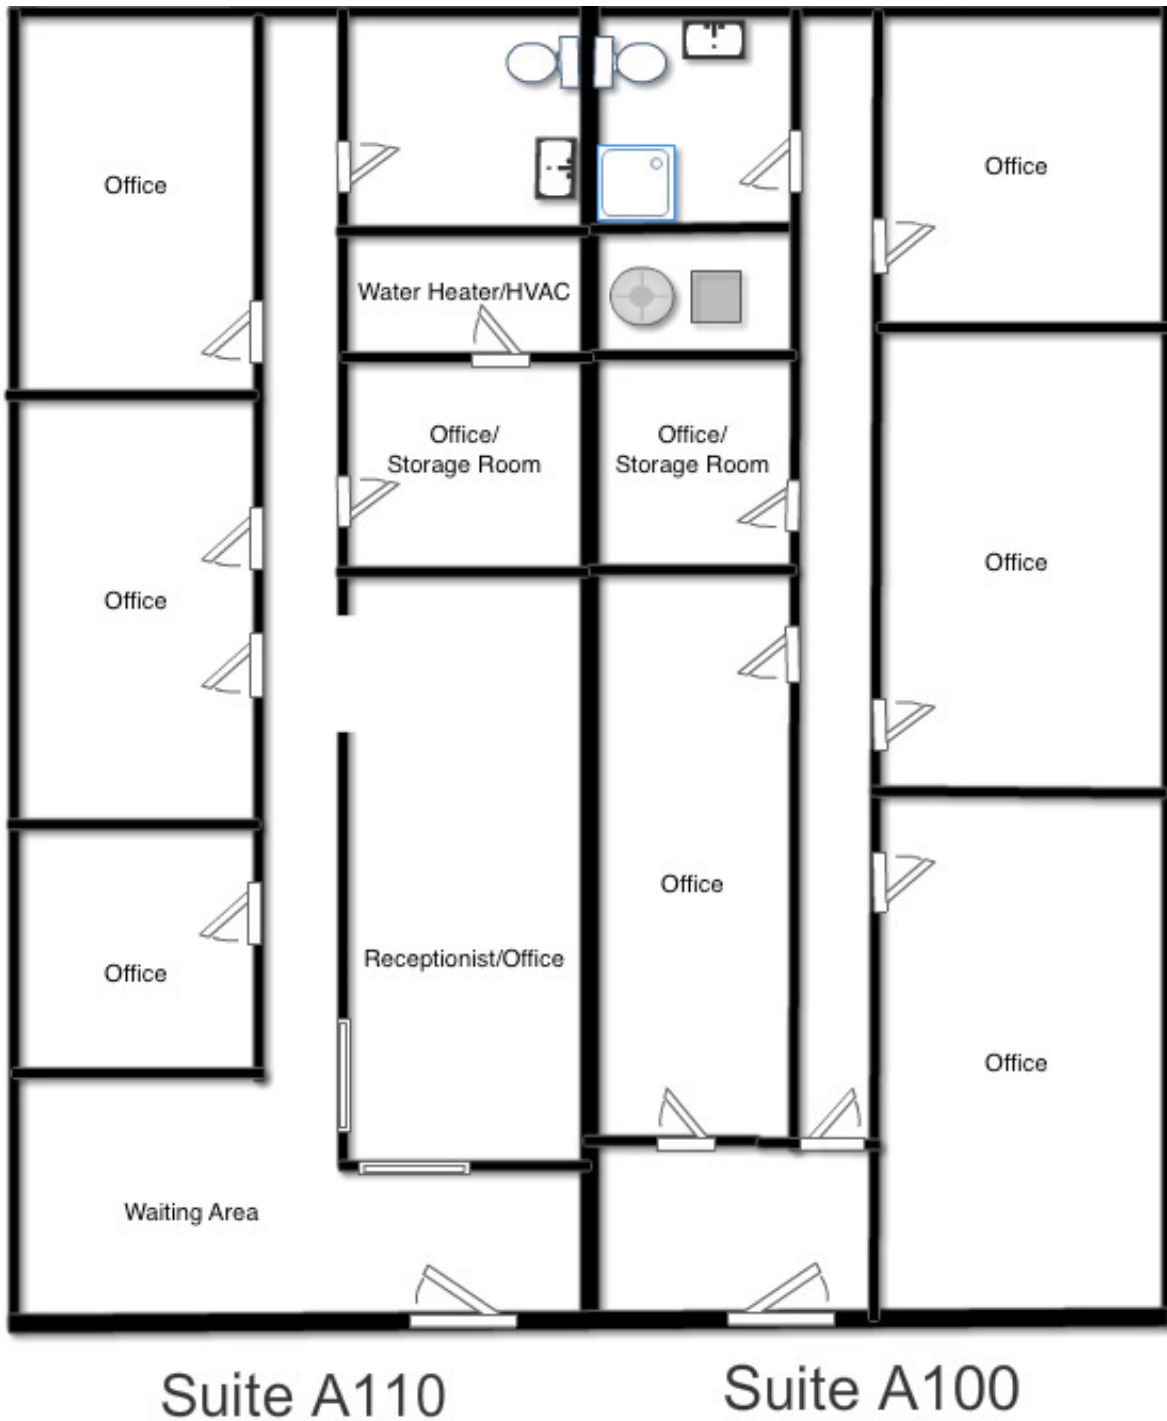 Office
Office
Water Heater/HVAC
Office/
Storage Room
Office/
Storage Room
Office
Office
Office
Receptionist/Office
Office
Office
Waiting Area
Suite A110
Suite A100